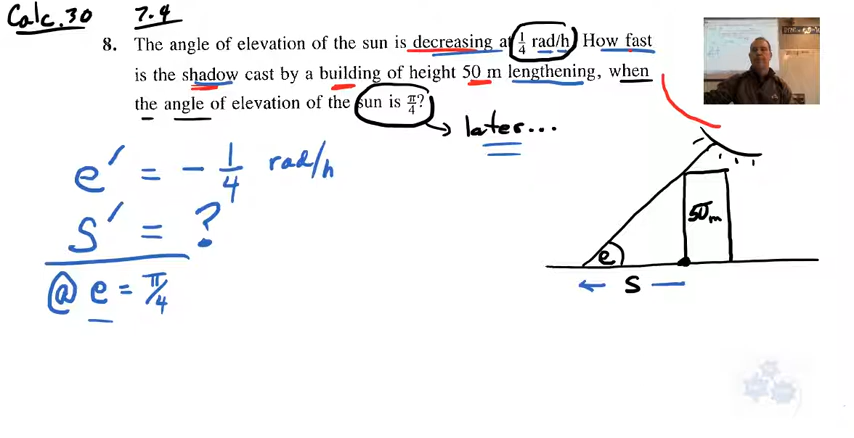 Calc. 30 7.4
8. The angle of elevation of the sun is decreasing at 1/4 rad/h. How fast
is the shadow cast by a building of height 50 m lengthening, when
the angle of elevation of the sun is π/4?
later...
e′ = -1/4 rad/h
s′ = ?
@ e = π/4
50 m
e
← s —